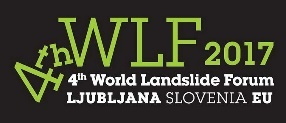 4th WLF 2017
4th World Landslide Forum
LJUBLJANA SLOVENIA EU